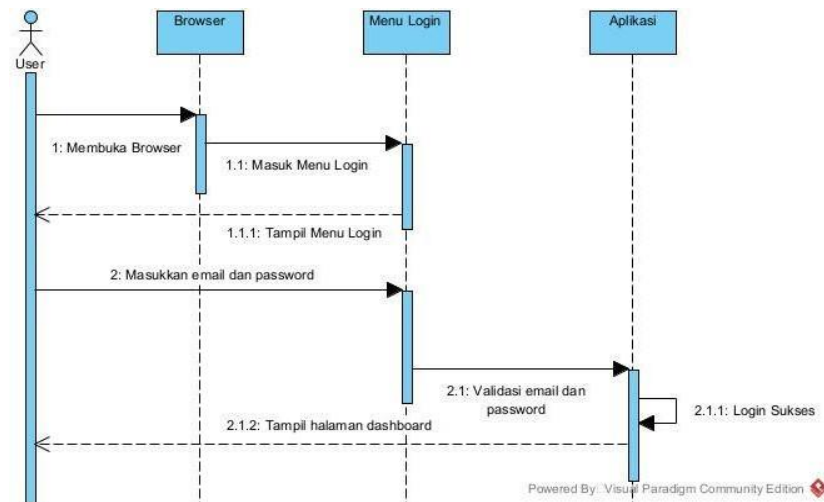 Browser
Menu Login
Aplikasi
User
1: Membuka Browser
1.1: Masuk Menu Login
1.1.1: Tampil Menu Login
2: Masukkan email dan password
2.1: Validasi email dan
password
2.1.1: Login Sukses
2.1.2: Tampil halaman dashboard
Powered By: Visual Paradigm Community Edition